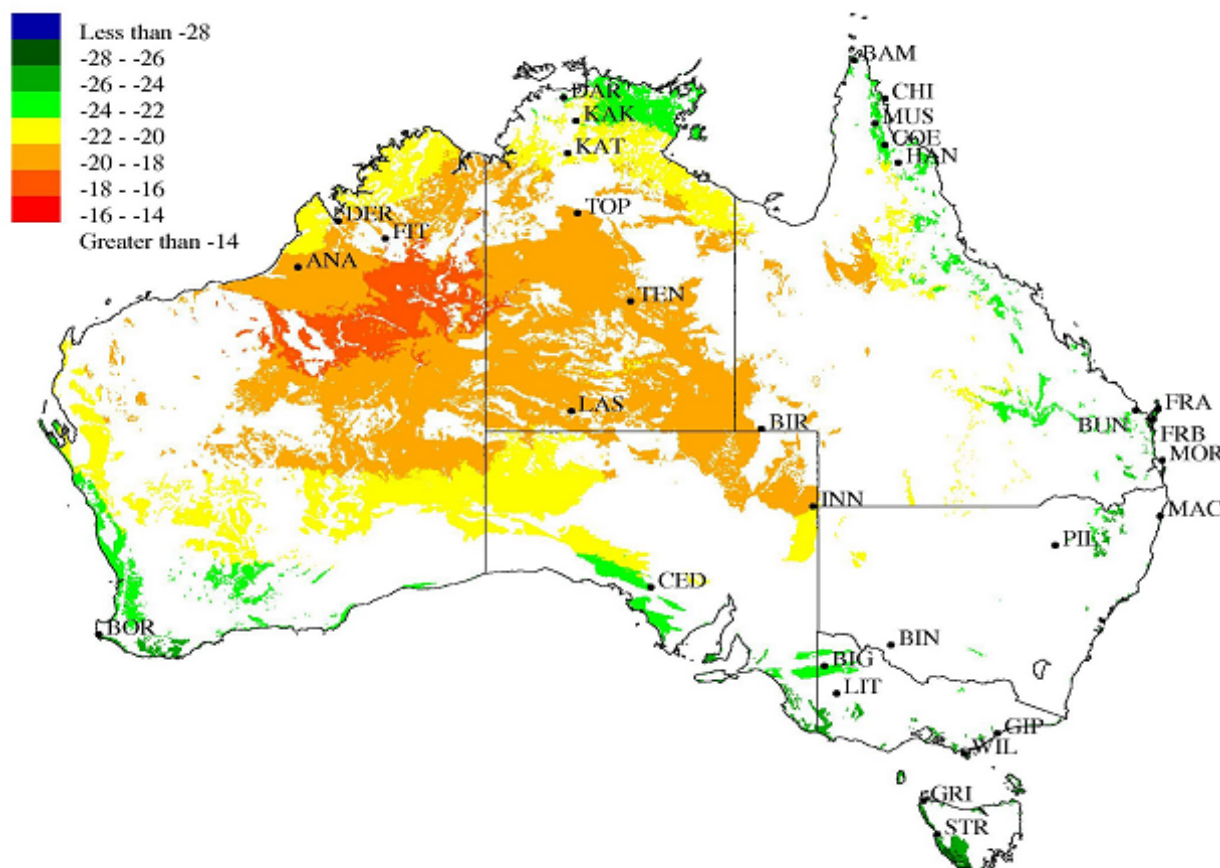 Less than -28
-28 - -26
-26 - -24
-24 - -22
-22 - -20
-20 - -18
-18 - -16
-16 - -14
Greater than -14
BAM
DAR
CHI
KAK
MUS
COE
KAT
HAN
DER
TOP
FIT
ANA
TEN
LAS
FRA
BUN
BIR
FRB
MOR
INN
MAC
PIL
CED
BOR
BIN
BIG
LIT
GIP
WIL
GRI
STR